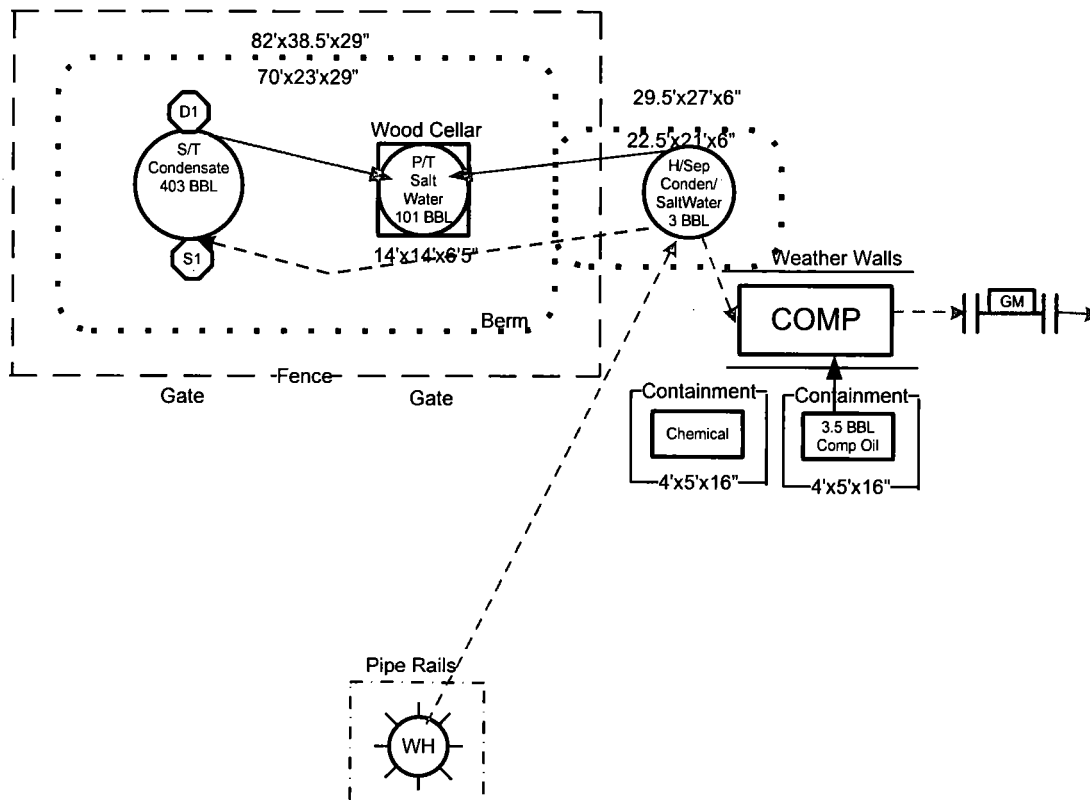 82'x38.5'x29"
70'x23'x29"
D1
S/T
Condensate
403 BBL
S1
Wood Cellar
P/T
Salt
Water
101 BBL
14'x14'x6'5"
Berm
Fence
Gate
Gate
29.5'x27'x6"
22.5'x21'x6"
H/Sep
Conden/
SaltWater
3 BBL
Weather Walls
COMP
GM
Containment
Chemical
4'x5'x16"
Containment
3.5 BBL
Comp Oil
4'x5'x16"
Pipe Rails
WH